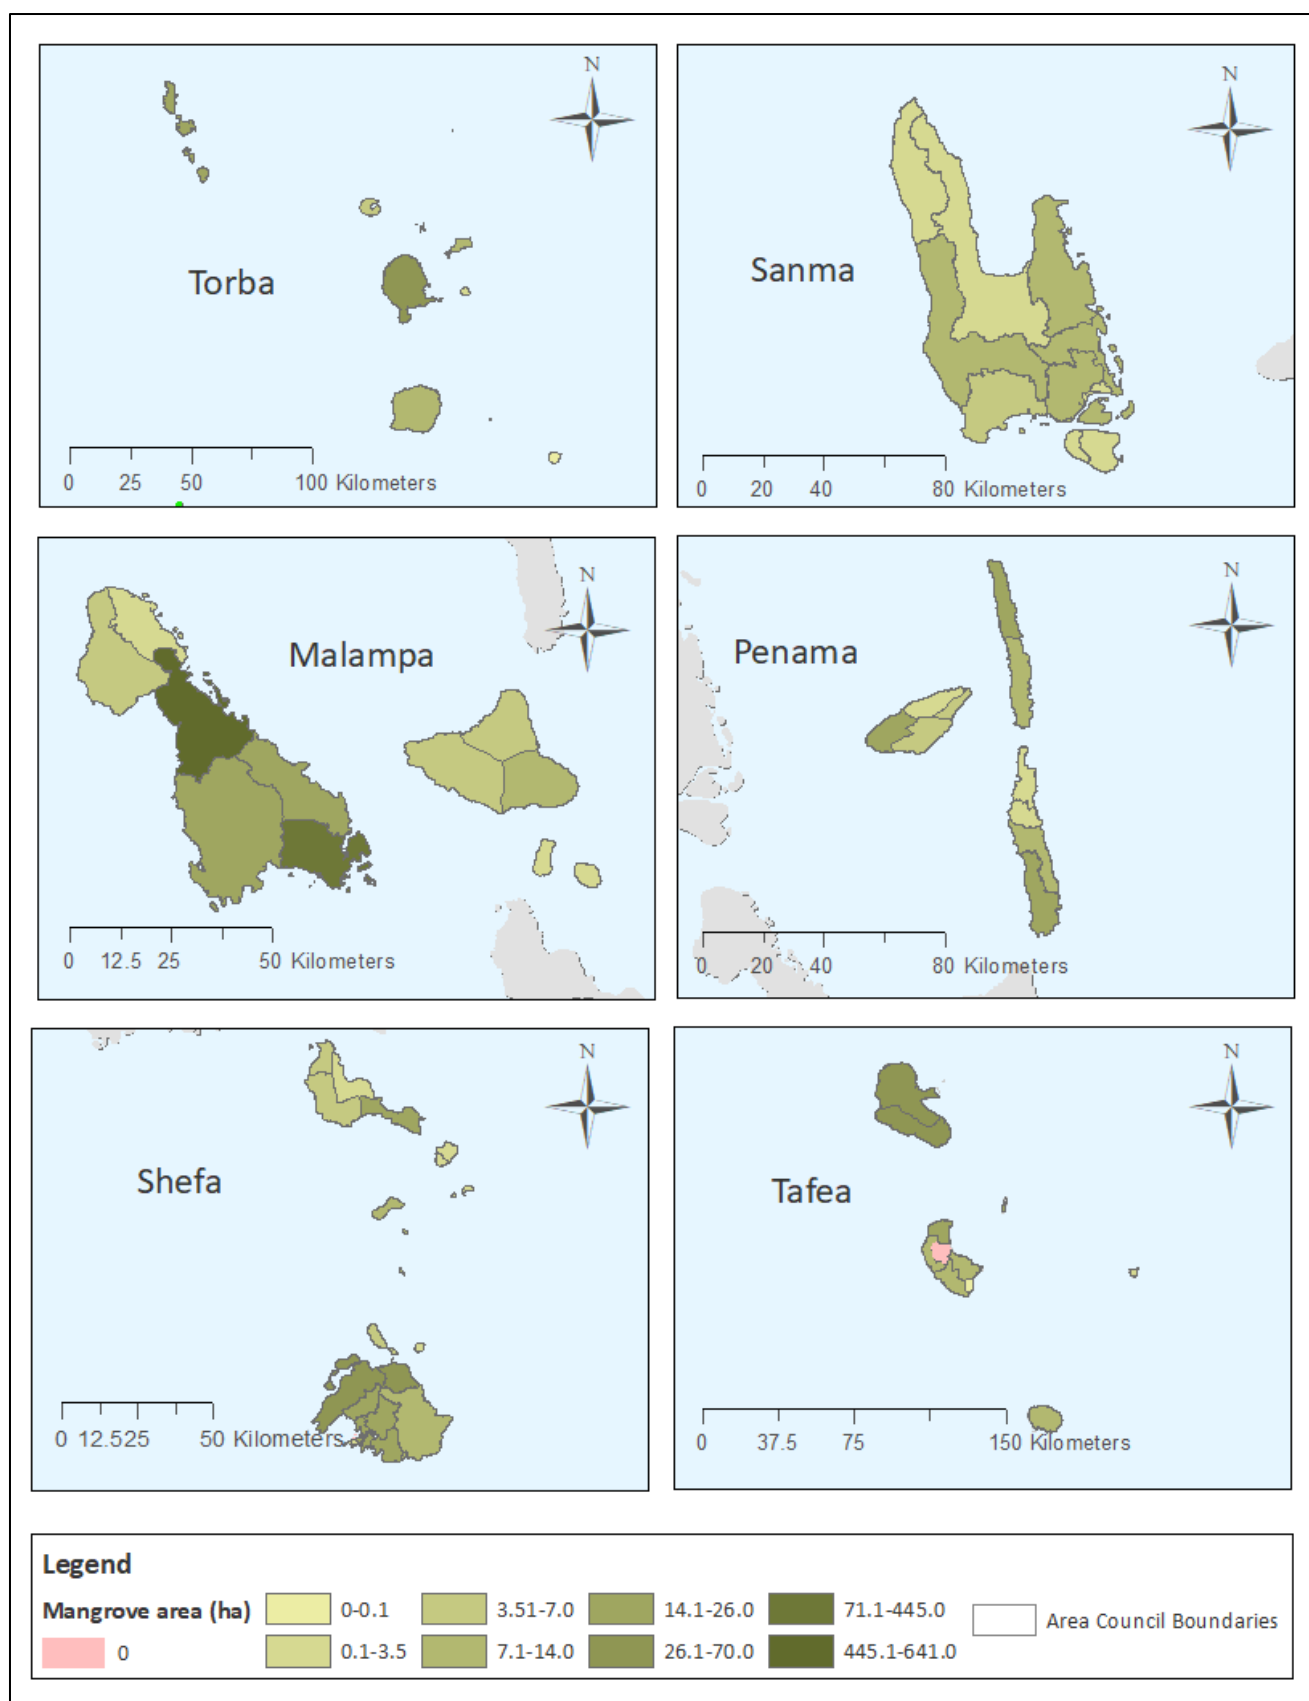 N
Torba
0 25 50 100 Kilometers
N
Sanma
0 20 40 80 Kilometers
N
Malampa
0 12.5 25 50 Kilometers
N
Penama
0 20 40 80 Kilometers
N
Shefa
0 12.525 50 Kilometers
N
Tafea
0 37.5 75 150 Kilometers
Legend
Mangrove area (ha) 0-0.1 3.51-7.0 14.1-26.0 71.1-445.0 Area Council Boundaries
0 0.1-3.5 7.1-14.0 26.1-70.0 445.1-641.0